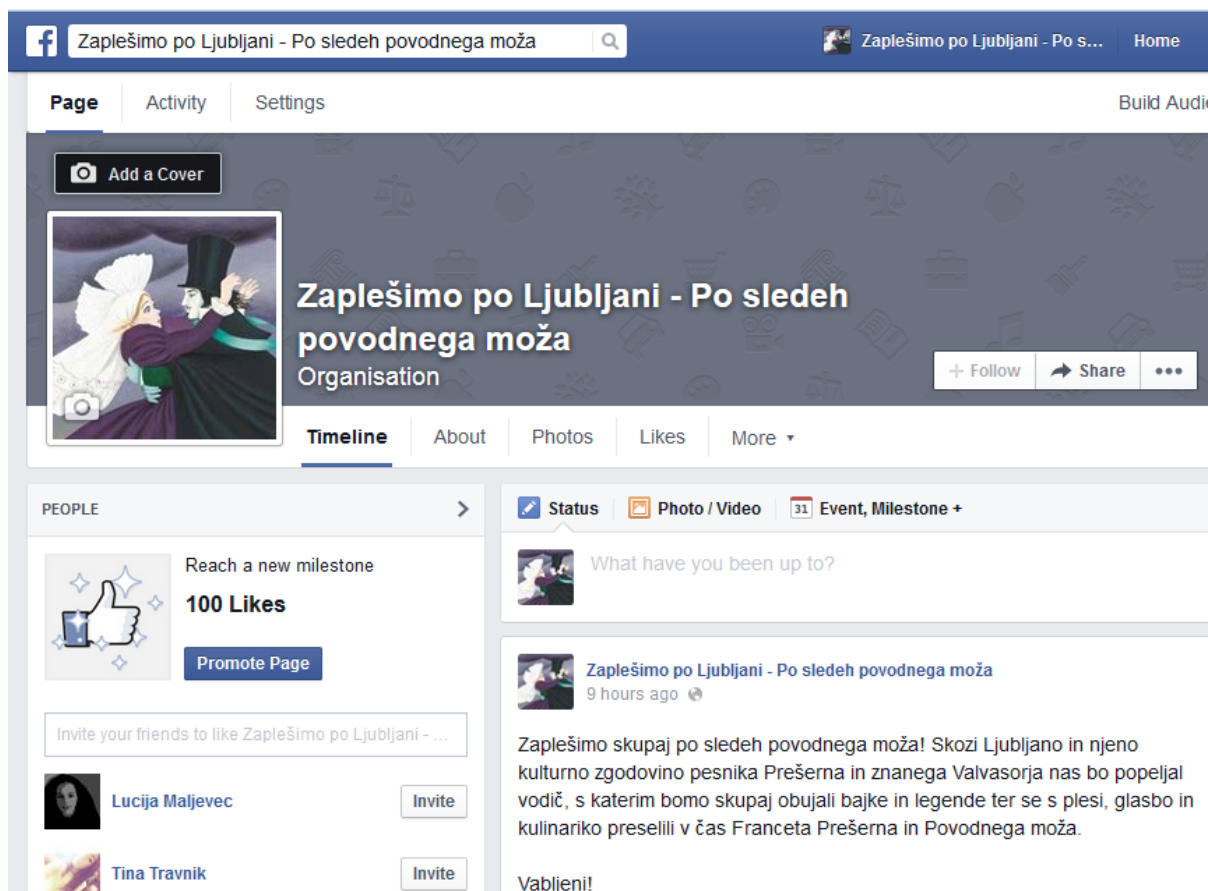 Zaplešimo po Ljubljani - Po sledeh povodnega moža
Zaplešimo po Ljubljani - Po s...
Home
Page
Activity
Settings
Build Audie
Add a Cover
Zaplešimo po Ljubljani - Po sledeh
povodnega moža
Organisation
+ Follow
Share
Timeline
About
Photos
Likes
More
PEOPLE
Reach a new milestone
100 Likes
Promote Page
Invite your friends to like Zaplešimo po Ljubljani - ...
Lucija Maljevec
Invite
Tina Travnik
Invite
Status
Photo / Video
31
Event, Milestone +
What have you been up to?
Zaplešimo po Ljubljani - Po sledeh povodnega moža
9 hours ago
Zaplešimo skupaj po sledeh povodnega moža! Skozi Ljubljano in njeno
kulturno zgodovino pesnika Prešerna in znanega Valvasorja nas bo popeljal
vodič, s katerim bomo skupaj obujali bajke in legende ter se s plesi, glasbo in
kulinariko preselili v čas Franceta Prešerna in Povodnega moža.
Vabljeni!